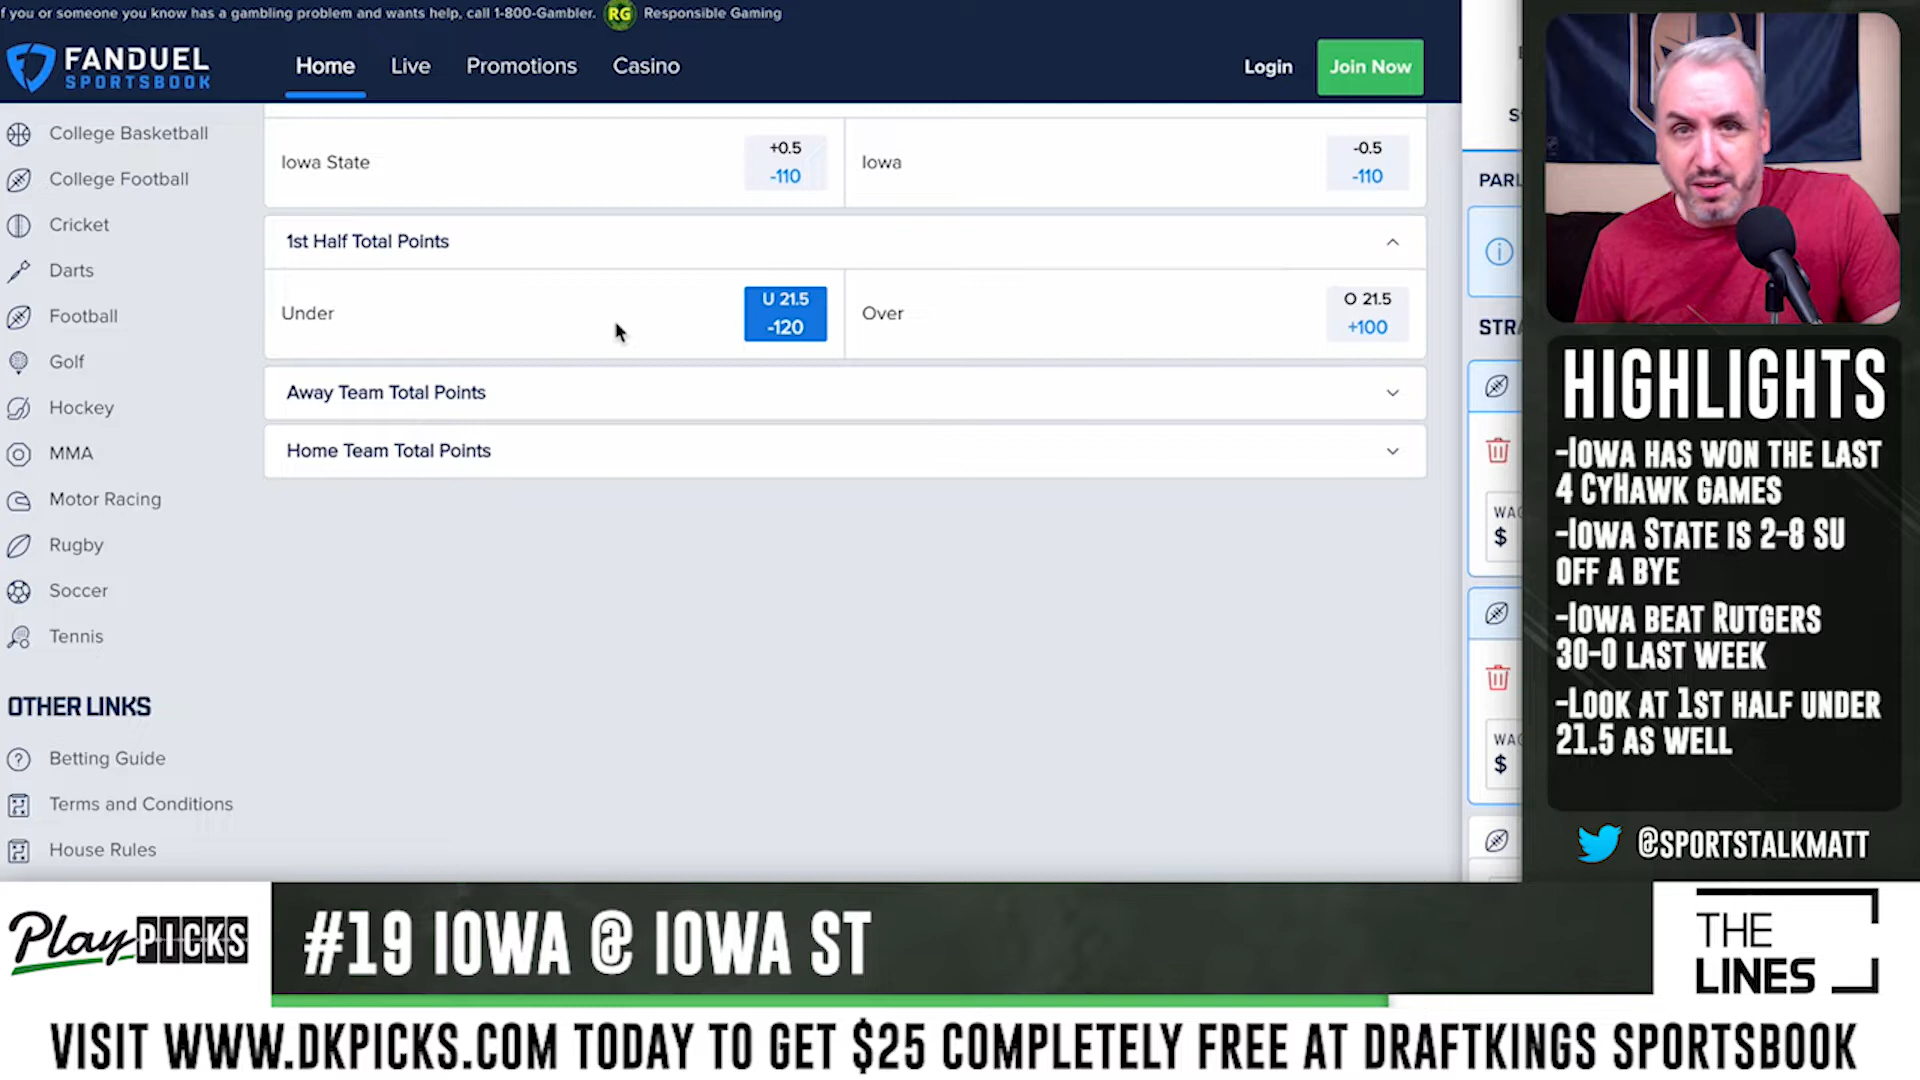 f you or someone you know has a gambling problem and wants help, call 1-800-Gambler. RG Responsible Gaming
FANDUEL
SPORTSBOOK
Home Live Promotions Casino
Login Join Now
College Basketball
College Football
Cricket
Darts
Football
Golf
Hockey
MMA
Motor Racing
Rugby
Soccer
Tennis
OTHER LINKS
Betting Guide
Terms and Conditions
House Rules
Iowa State +0.5 -110
Iowa -0.5 -110
1st Half Total Points
Under U 21.5 -120
Over O 21.5 +100
Away Team Total Points
Home Team Total Points
PARL
STRA
WAG
$
WAG
$
HIGHLIGHTS
-IOWA HAS WON THE LAST
4 CYHAWK GAMES
-IOWA STATE IS 2-8 SU
OFF A BYE
-IOWA BEAT RUTGERS
30-0 LAST WEEK
-LOOK AT 1ST HALF UNDER
21.5 AS WELL
@SPORTSTALKMATT
PlayPICKS
#19 IOWA @ IOWA ST
THE
LINES
VISIT WWW.DKPICKS.COM TODAY TO GET $25 COMPLETELY FREE AT DRAFTKINGS SPORTSBOOK